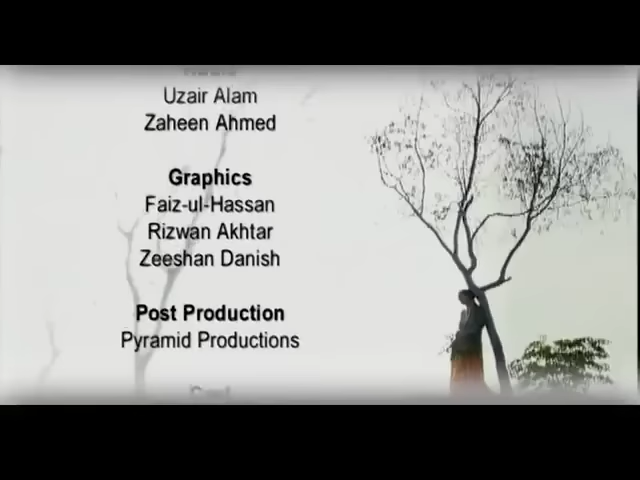 Uzair Alam
Zaheen Ahmed
Graphics
Faiz-ul-Hassan
Rizwan Akhtar
Zeeshan Danish
Post Production
Pyramid Productions